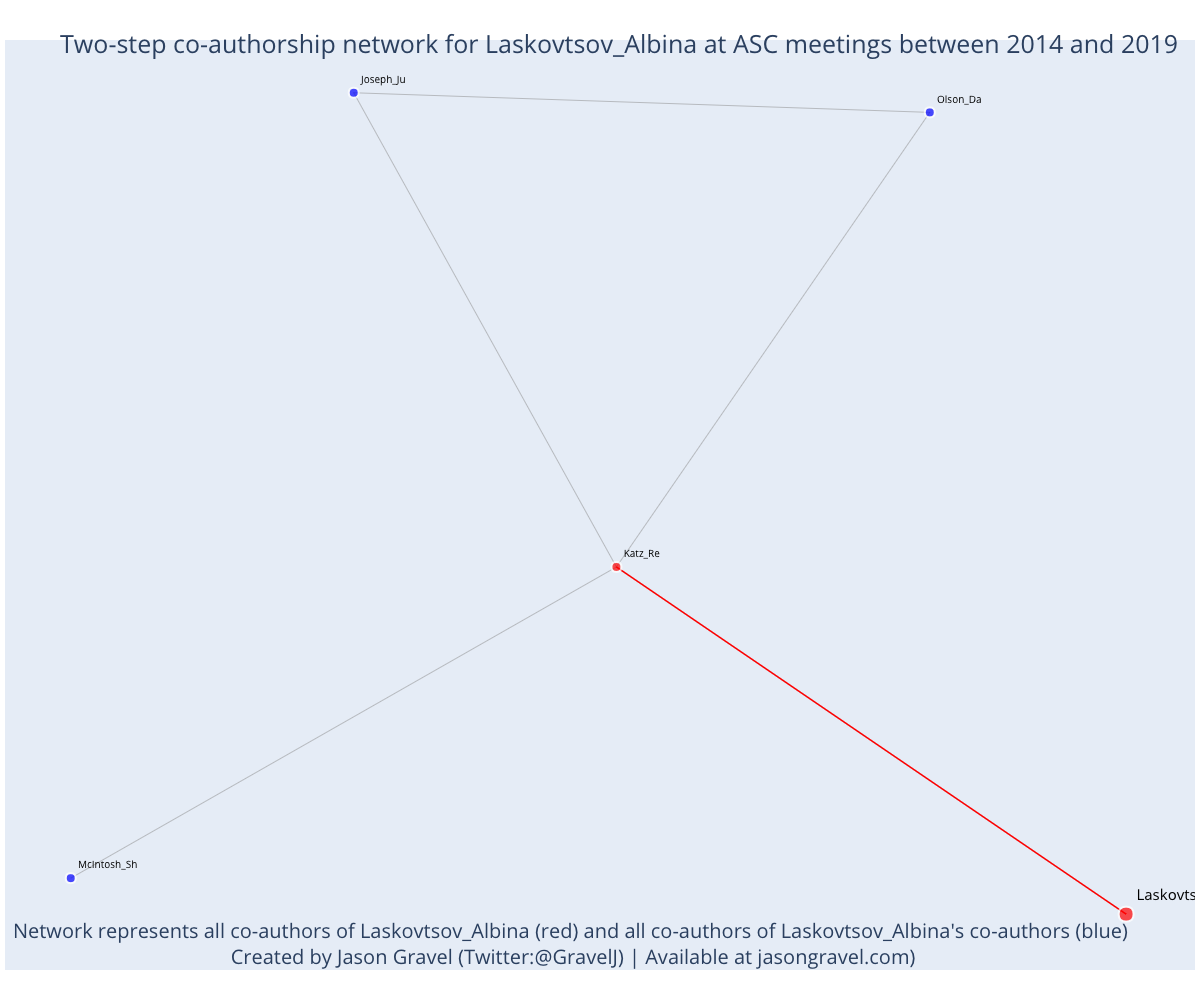 Two-step co-authorship network for Laskovtsov_Albina at ASC meetings between 2014 and 2019
Joseph_Ju
Olson_Da
Katz_Re
Mcintosh_Sh
Laskovts
Network represents all co-authors of Laskovtsov_Albina (red) and all co-authors of Laskovtsov_Albina's co-authors (blue)
Created by Jason Gravel (Twitter:@GravelJ) | Available at jasongravel.com)